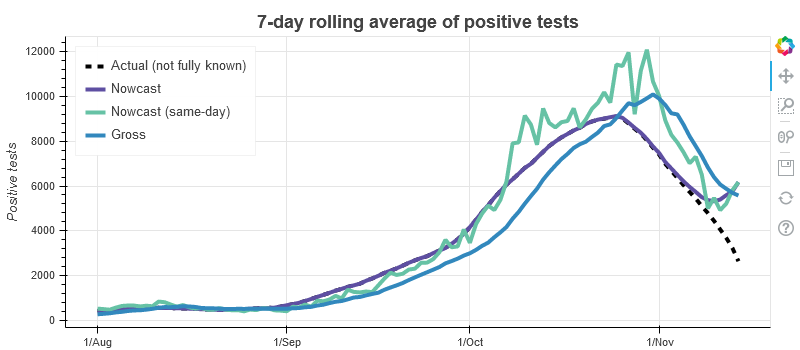 7-day rolling average of positive tests
12000
10000
8000
6000
4000
2000
0
Positive tests
Actual (not fully known)
Nowcast
Nowcast (same-day)
Gross
1/Aug
1/Sep
1/Oct
1/Nov